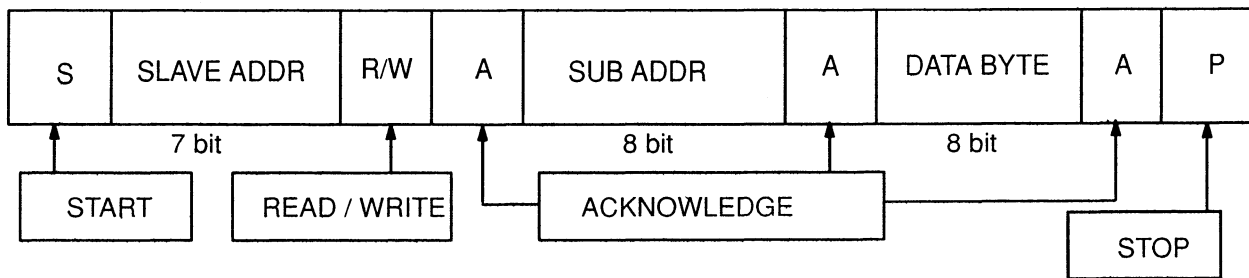 S SLAVE ADDR R/W A SUB ADDR A DATA BYTE A P
7 bit 8 bit 8 bit
START READ / WRITE ACKNOWLEDGE
STOP